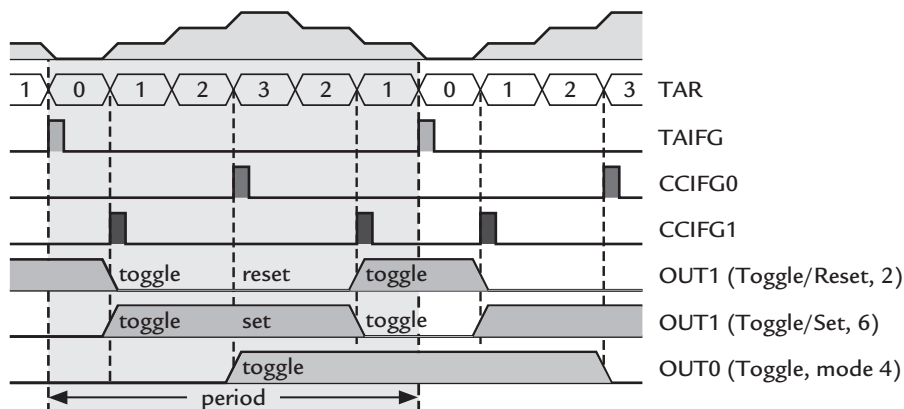 1 0 1 2 3 2 1 0 1 2 3 TAR
TAIFG
CCIFG0
CCIFG1
toggle reset toggle OUT1 (Toggle/Reset, 2)
toggle set toggle OUT1 (Toggle/Set, 6)
toggle OUT0 (Toggle, mode 4)
period